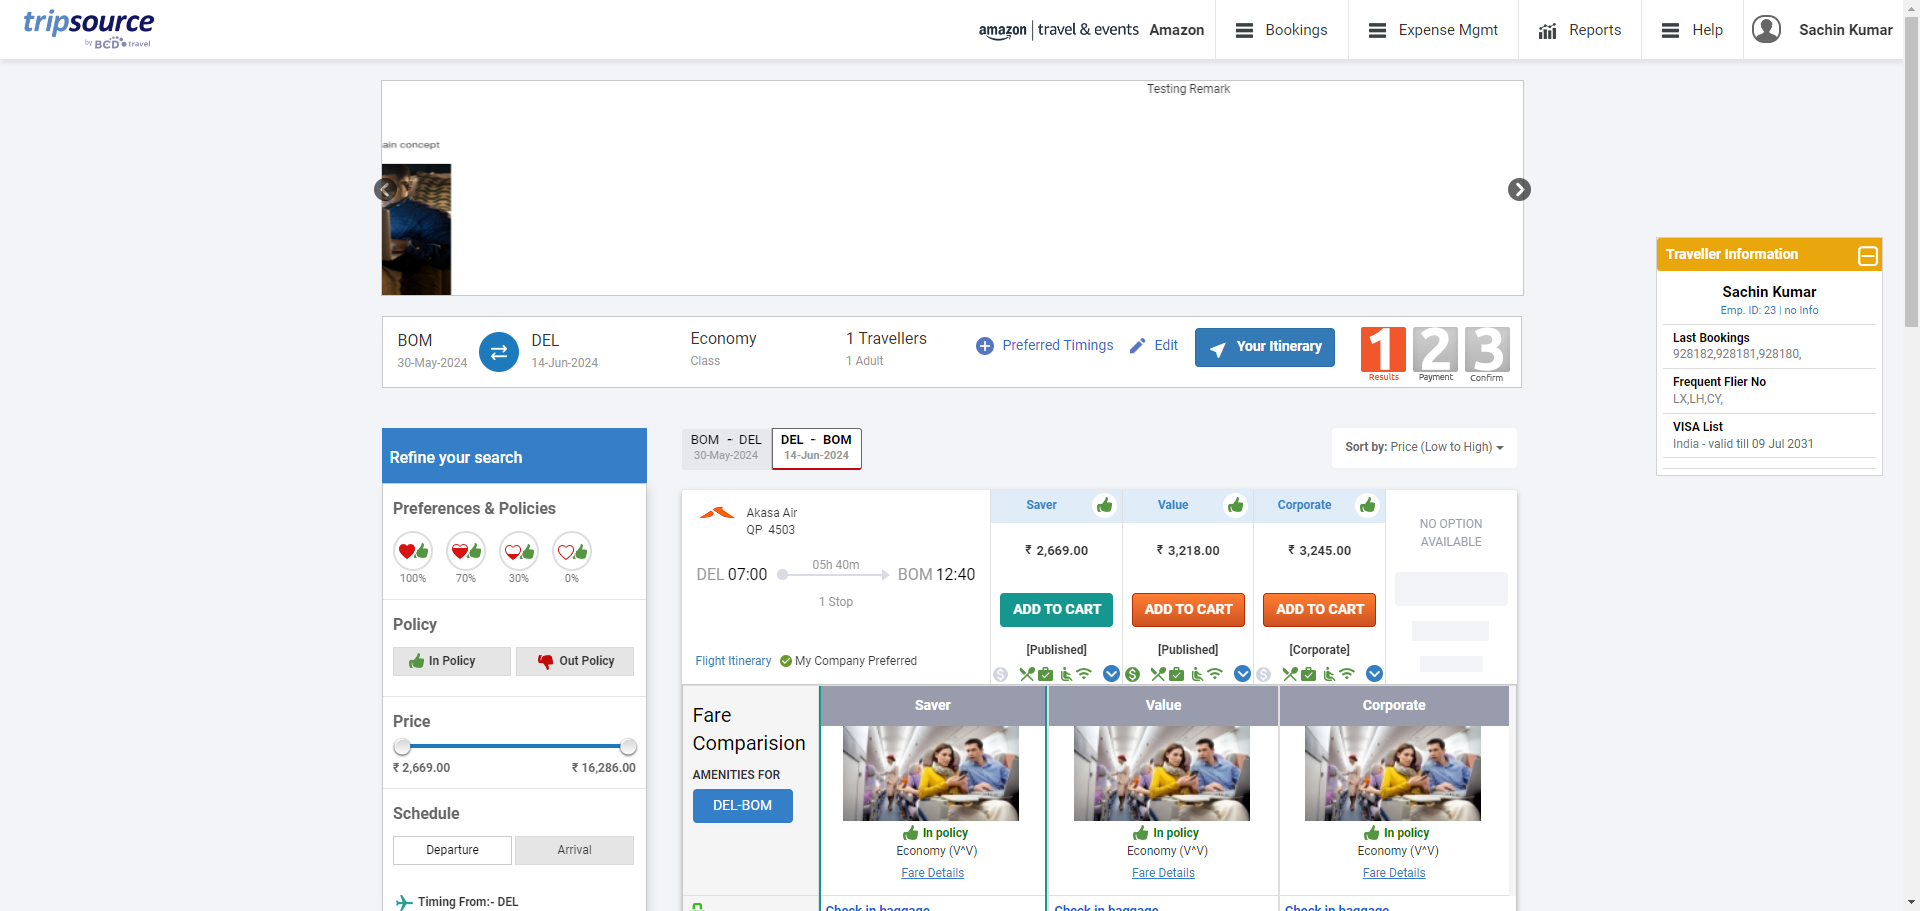 tripsource
by BCD travel
amazon travel & events Amazon
Bookings
Expense Mgmt
Reports
Help
Sachin Kumar
Testing Remark
ain concept
Traveller Information
Sachin Kumar
Emp. ID: 23 | no Info
Last Bookings
928182,928181,928180,
Frequent Flier No
LX,LH,CY,
VISA List
India - valid till 09 Jul 2031
BOM
30-May-2024
DEL
14-Jun-2024
Economy
Class
1 Travellers
1 Adult
Preferred Timings
Edit
Your Itinerary
1 2 3
Results Payment Confirm
Refine your search
Preferences & Policies
100% 70% 30% 0%
Policy
In Policy Out Policy
Price
₹ 2,669.00 ₹ 16,286.00
Schedule
Departure Arrival
Timing From:- DEL
BOM - DEL
30-May-2024
DEL - BOM
14-Jun-2024
Sort by: Price (Low to High)
Akasa Air
QP 4503
DEL 07:00
05h 40m
1 Stop
BOM 12:40
Flight Itinerary
My Company Preferred
Saver
₹ 2,669.00
ADD TO CART
[Published]
Value
₹ 3,218.00
ADD TO CART
[Published]
Corporate
₹ 3,245.00
ADD TO CART
[Corporate]
NO OPTION
AVAILABLE
Fare
Comparision
AMENITIES FOR
DEL-BOM
Saver
In policy
Economy (V^V)
Fare Details
Check in baggage
Value
In policy
Economy (V^V)
Fare Details
Check in baggage
Corporate
In policy
Economy (V^V)
Fare Details
Check in baggage